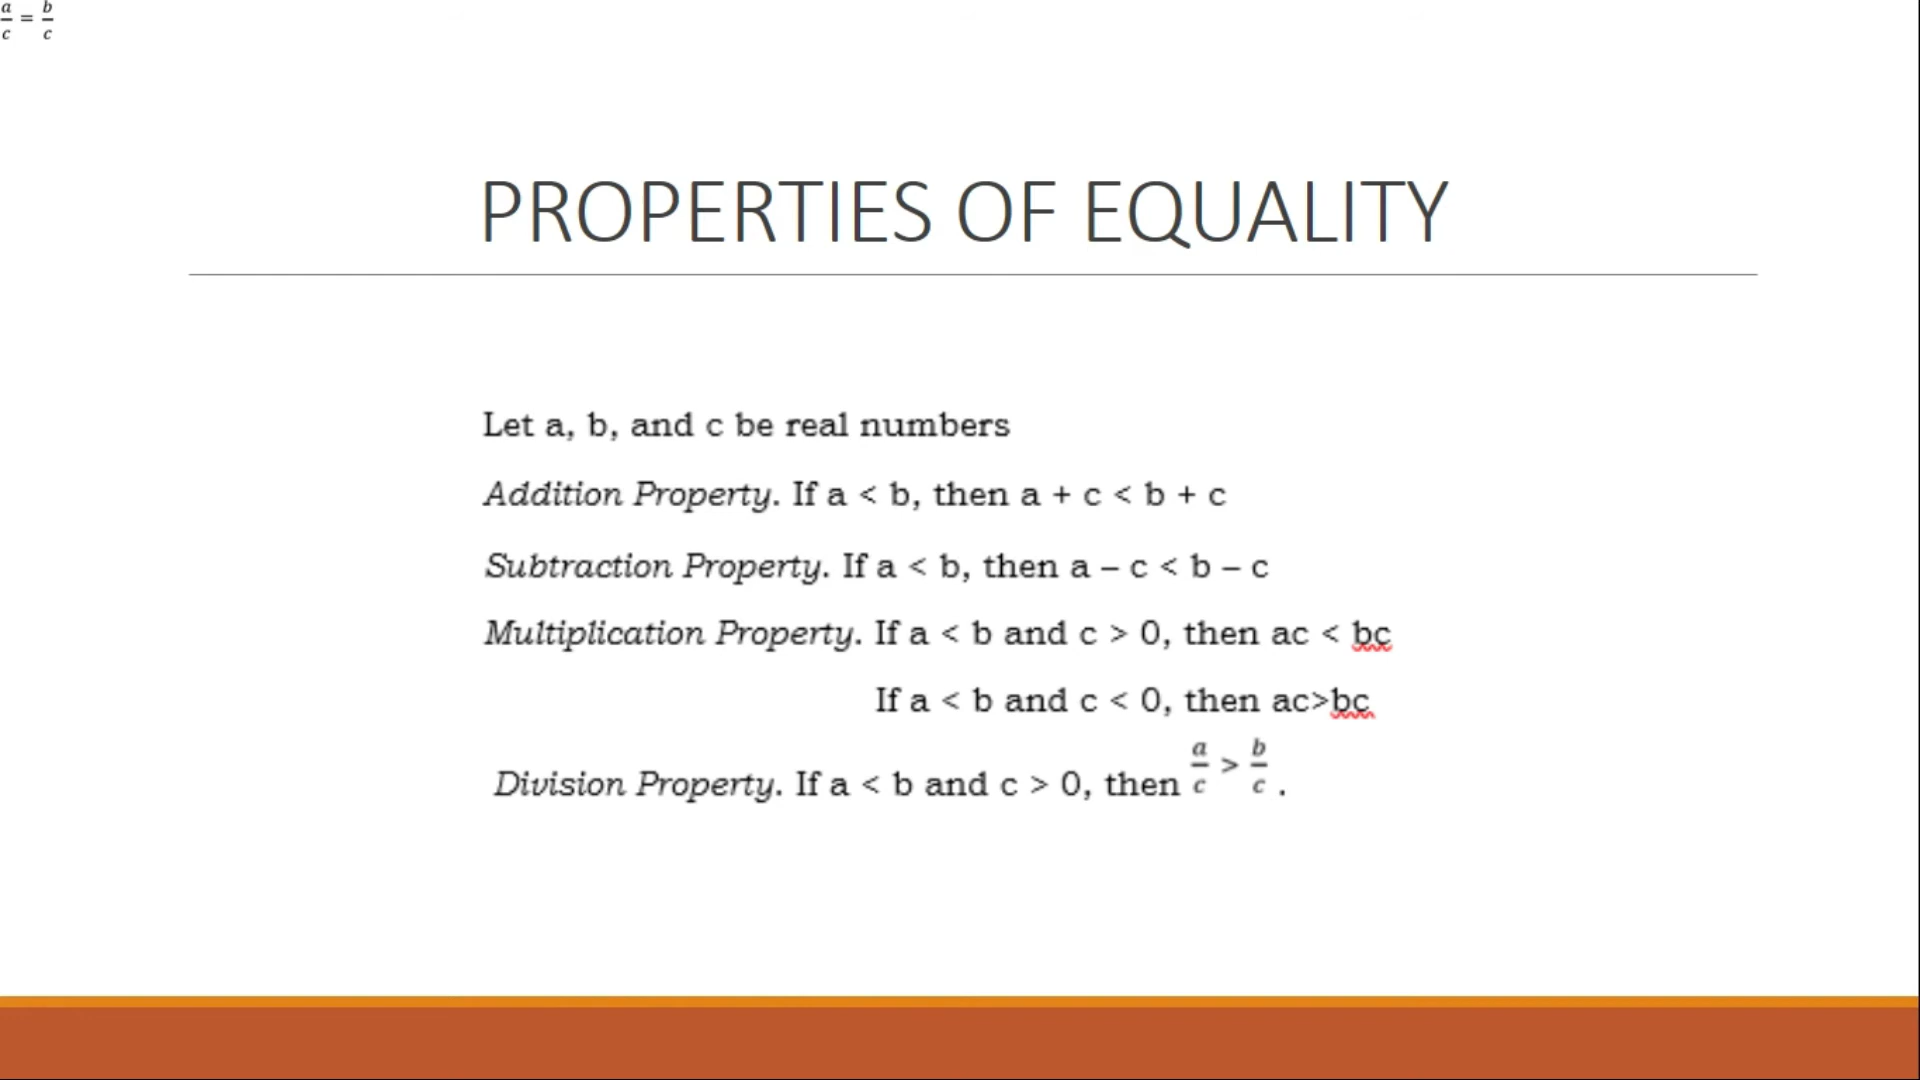 a/c = b/c
PROPERTIES OF EQUALITY
Let a, b, and c be real numbers
Addition Property. If a < b, then a + c < b + c
Subtraction Property. If a < b, then a – c < b – c
Multiplication Property. If a < b and c > 0, then ac < bc
If a < b and c < 0, then ac>bc
Division Property. If a < b and c > 0, then a/c > b/c .